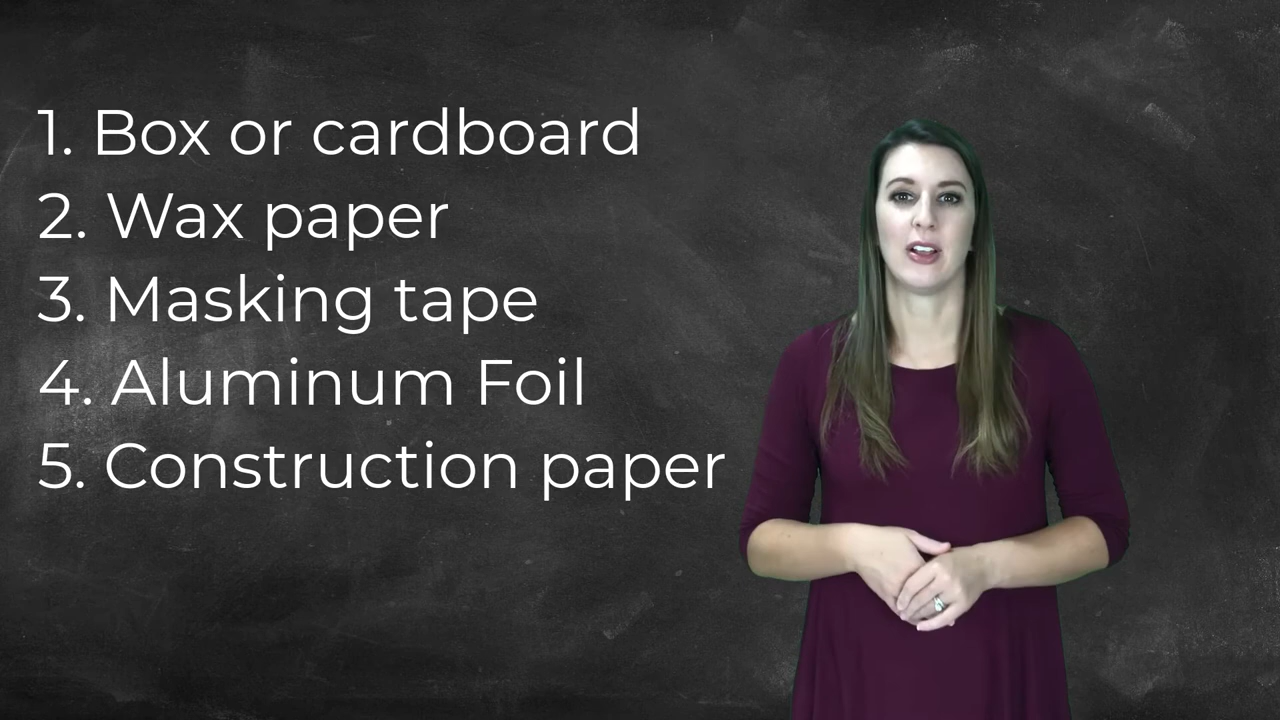 1. Box or cardboard
2. Wax paper
3. Masking tape
4. Aluminum Foil
5. Construction paper